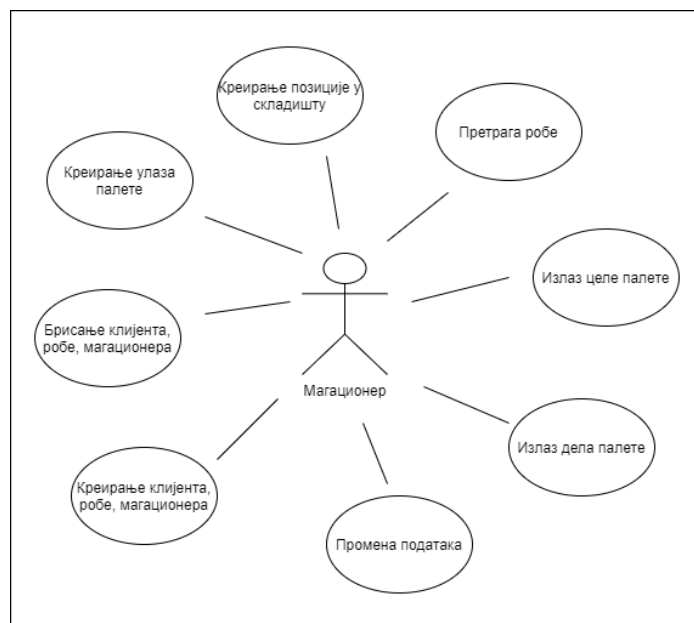 Креирање позиције у
складишту
Претрага робе
Креирање улаза
палете
Излаз целе палете
Брисање клијента,
робе, магационера
Магационер
Излаз дела палете
Креирање клијента,
робе, магационера
Промена података